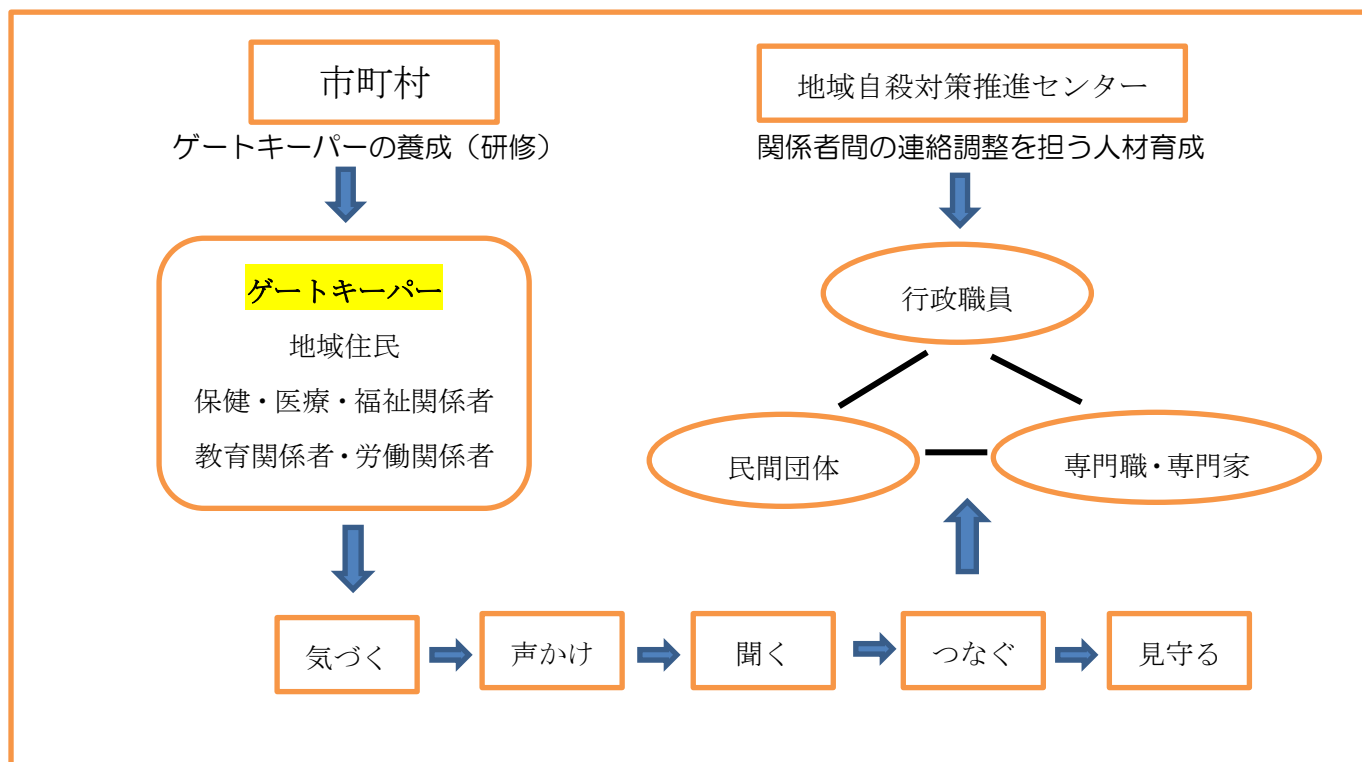 市町村
ゲートキーパーの養成（研修）
地域自殺対策推進センター
関係者間の連絡調整を担う人材育成
ゲートキーパー
地域住民
保健・医療・福祉関係者
教育関係者・労働関係者
行政職員
民間団体
専門職・専門家
気づく
声かけ
聞く
つなぐ
見守る